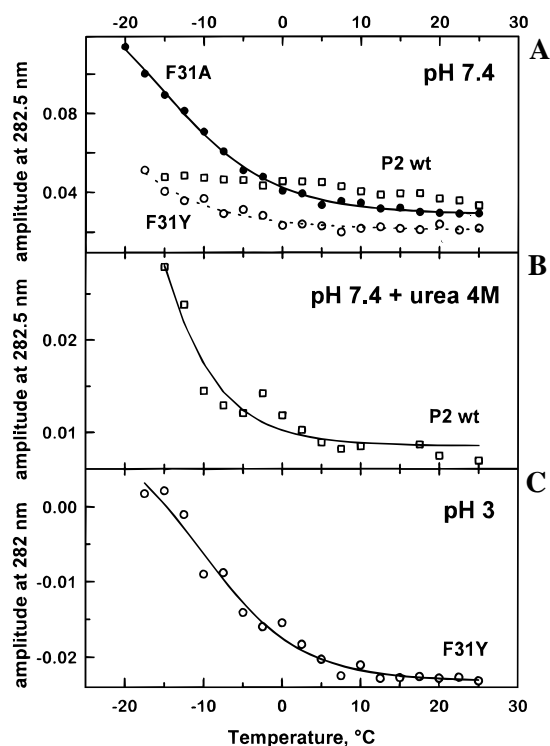 -20 -10 0 10 20 30
A
pH 7.4
F31A
P2 wt
F31Y
0.08
0.04
amplitude at 282.5 nm
B
pH 7.4 + urea 4M
P2 wt
0.02
0.01
amplitude at 282.5 nm
C
pH 3
F31Y
0.00
-0.01
-0.02
amplitude at 282 nm
-20 -10 0 10 20 30
Temperature, °C